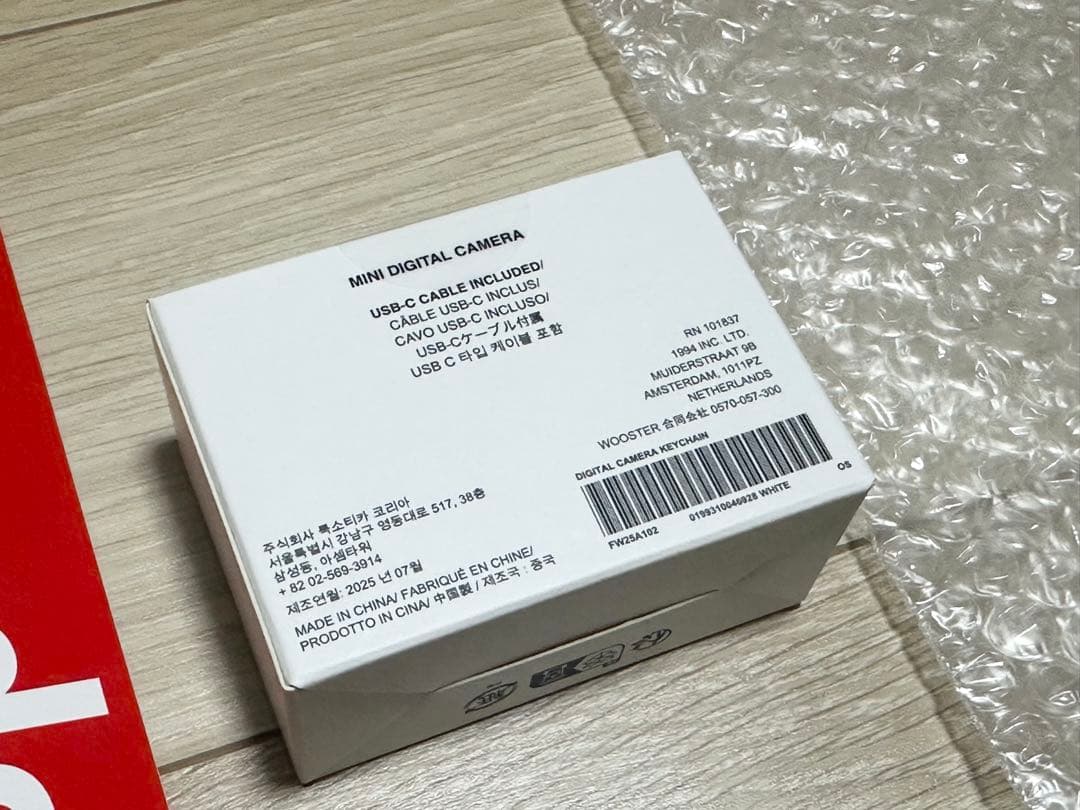 MINI DIGITAL CAMERA
USB-C CABLE INCLUDED/
CÂBLE USB-C INCLUS/
CAVO USB-C INCLUSO/
USB-Cケーブル付属
USB C 타입 케이블 포함
RN 101837
1994 INC. LTD.
MUIDERSTRAAT 9B
AMSTERDAM, 1011PZ
NETHERLANDS
WOOSTER 合同会社 0570-057-300
DIGITAL CAMERA KEYCHAIN
OS
FW25A102 0199310046928 WHITE
주식회사 룩소티카 코리아
서울특별시 강남구 영동대로 517, 38층
삼성동, 아셈타워
+ 82 02-569-3914
제조연월: 2025 년 07월
MADE IN CHINA/ FABRIQUÉ EN CHINE/
PRODOTTO IN CINA/ 中国製 / 제조국 : 중국